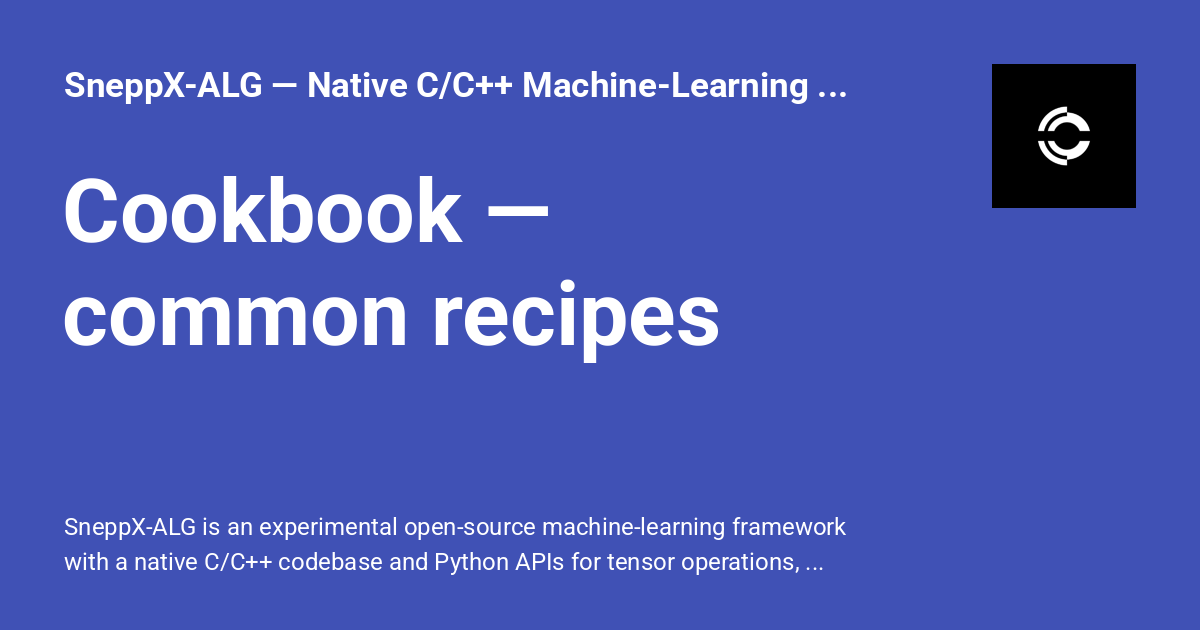 SneppX-ALG — Native C/C++ Machine-Learning ...
Cookbook —
common recipes
SneppX-ALG is an experimental open-source machine-learning framework
with a native C/C++ codebase and Python APIs for tensor operations, ...